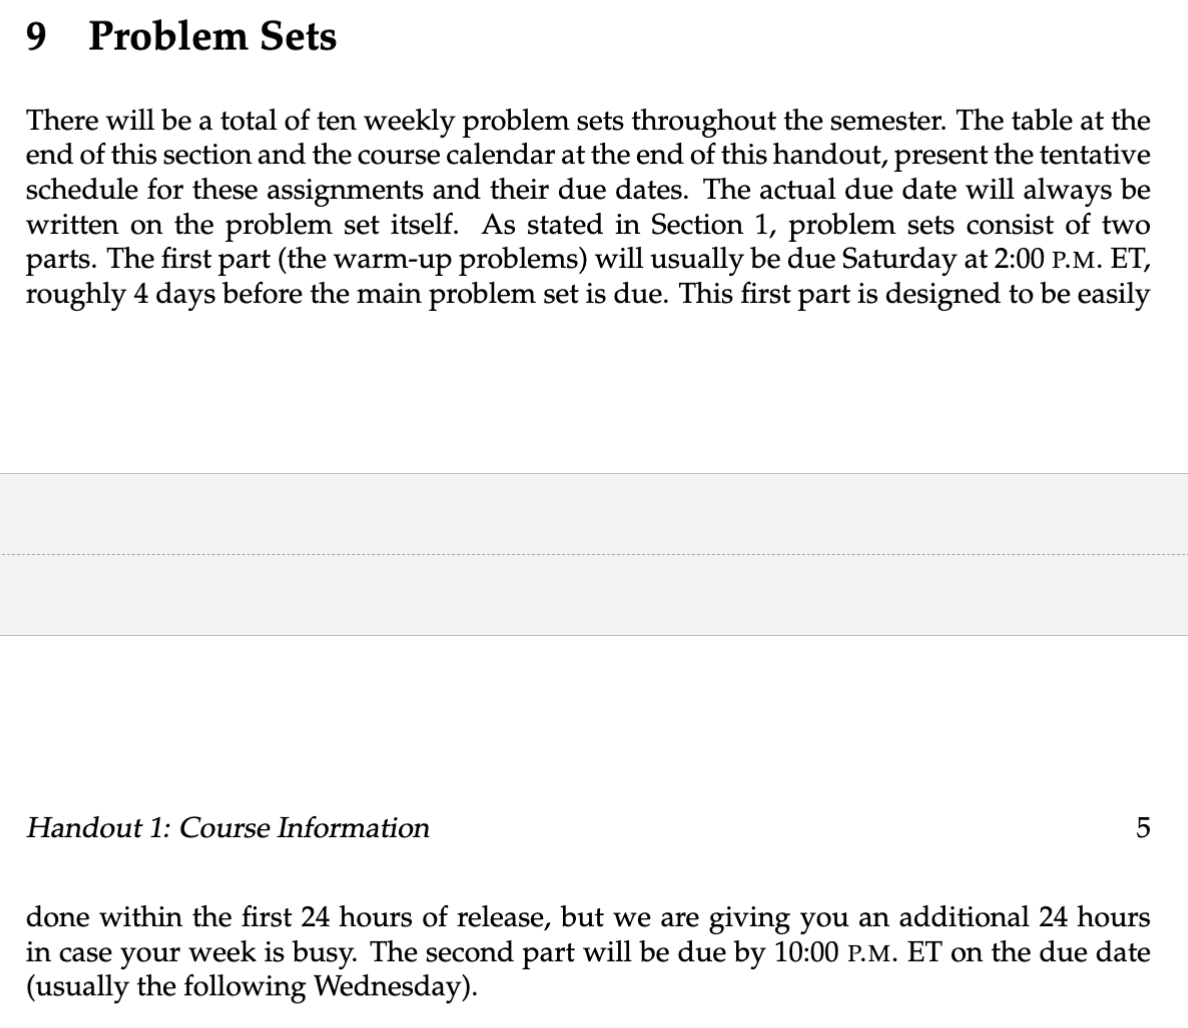 9 Problem Sets
There will be a total of ten weekly problem sets throughout the semester. The table at the
end of this section and the course calendar at the end of this handout, present the tentative
schedule for these assignments and their due dates. The actual due date will always be
written on the problem set itself. As stated in Section 1, problem sets consist of two
parts. The first part (the warm-up problems) will usually be due Saturday at 2:00 P.M. ET,
roughly 4 days before the main problem set is due. This first part is designed to be easily
Handout 1: Course Information 5
done within the first 24 hours of release, but we are giving you an additional 24 hours
in case your week is busy. The second part will be due by 10:00 P.M. ET on the due date
(usually the following Wednesday).